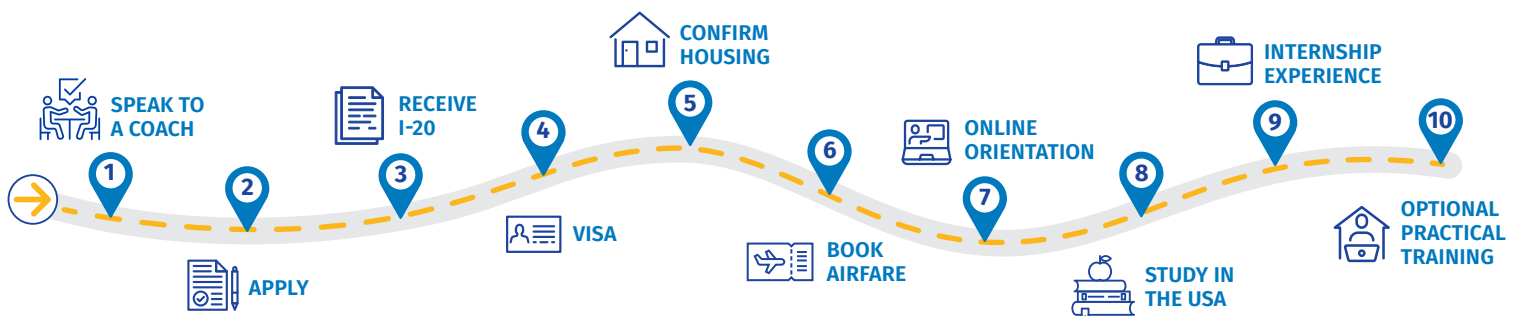 1
SPEAK TO
A COACH
2
APPLY
3
RECEIVE
I-20
4
VISA
5
CONFIRM
HOUSING
6
BOOK
AIRFARE
7
ONLINE
ORIENTATION
8
STUDY IN
THE USA
9
INTERNSHIP
EXPERIENCE
10
OPTIONAL
PRACTICAL
TRAINING